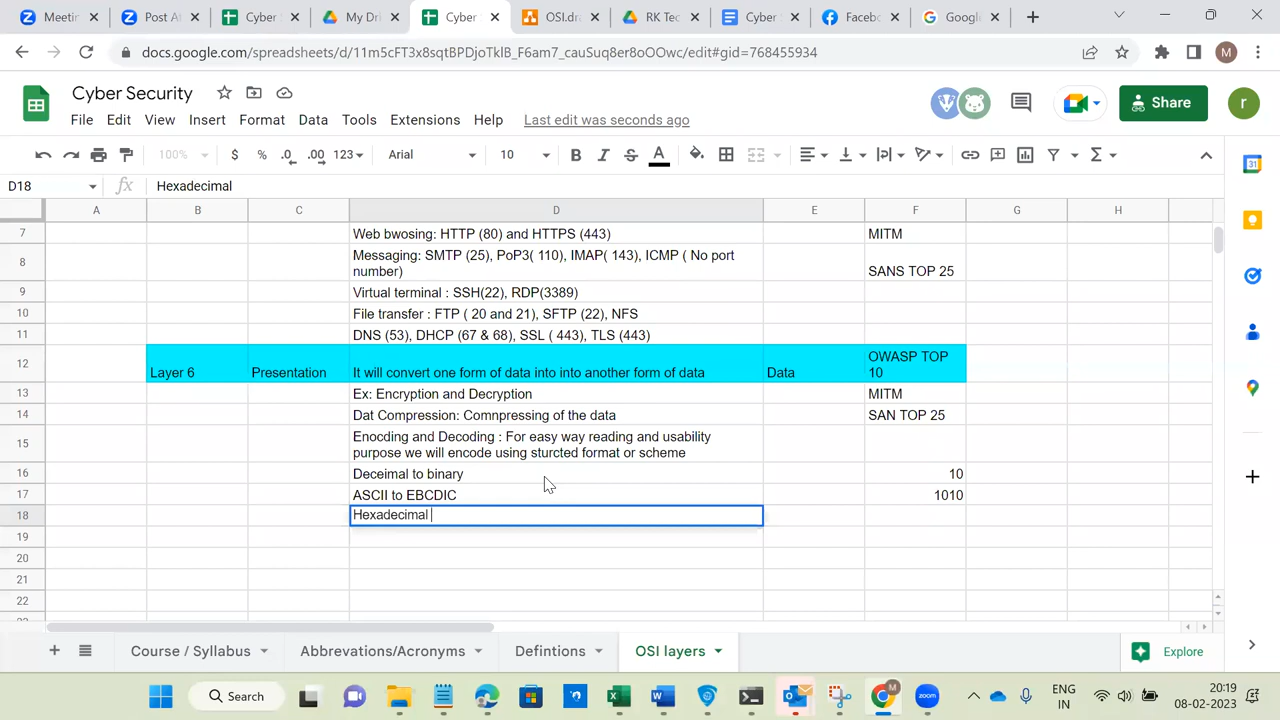 Meetin
Post At
Cyber S
My Dri
Cyber S
OSI.dra
RK Tec
Cyber S
Facebo
Google
docs.google.com/spreadsheets/d/11m5cFT3x8sqtBPDjoTklB_F6am7_cauSuq8er8oOOwc/edit#gid=768455934
M
Cyber Security
File Edit View Insert Format Data Tools Extensions Help Last edit was seconds ago
Share
r
100% $ % .0 .00 123 Arial 10 B I S A
D18 fx Hexadecimal
A B C D E F G H
7 Web bwosing: HTTP (80) and HTTPS (443) MITM
8 Messaging: SMTP (25), PoP3( 110), IMAP( 143), ICMP ( No port
number) SANS TOP 25
9 Virtual terminal : SSH(22), RDP(3389)
10 File transfer : FTP ( 20 and 21), SFTP (22), NFS
11 DNS (53), DHCP (67 & 68), SSL ( 443), TLS (443)
12 Layer 6 Presentation It will convert one form of data into into another form of data Data OWASP TOP
10
13 Ex: Encryption and Decryption MITM
14 Dat Compression: Comnpressing of the data SAN TOP 25
15 Enocding and Decoding : For easy way reading and usability
purpose we will encode using sturcted format or scheme
16 Deceimal to binary 10
17 ASCII to EBCDIC 1010
18 Hexadecimal
19
20
21
22
Course / Syllabus Abbrevations/Acronyms Defintions OSI layers Explore
31
Search
M
zoom
ENG
IN
20:19
08-02-2023